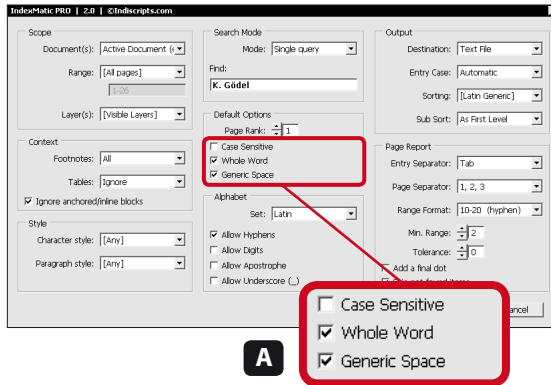 IndexMatic PRO | 2.0 | ©Indiscripts.com
Scope
Document(s): Active Document (
Range: [All pages]
1-26
Layer(s): [Visible Layers]
Context
Footnotes: All
Tables: Ignore
Ignore anchored/inline blocks
Style
Character style: [Any]
Paragraph style: [Any]
Search Mode
Mode: Single query
Find:
K. Gödel
Default Options
Page Rank: 1
Case Sensitive
Whole Word
Generic Space
Alphabet
Set: Latin
Allow Hyphens
Allow Digits
Allow Apostrophe
Allow Underscore (_)
Output
Destination: Text File
Entry Case: Automatic
Sorting: [Latin Generic]
Sub Sort: As First Level
Page Report
Entry Separator: Tab
Page Separator: 1, 2, 3
Range Format: 10-20 (hyphen)
Min. Range: 2
Tolerance: 0
Add a final dot
Case Sensitive
Whole Word
Generic Space
A